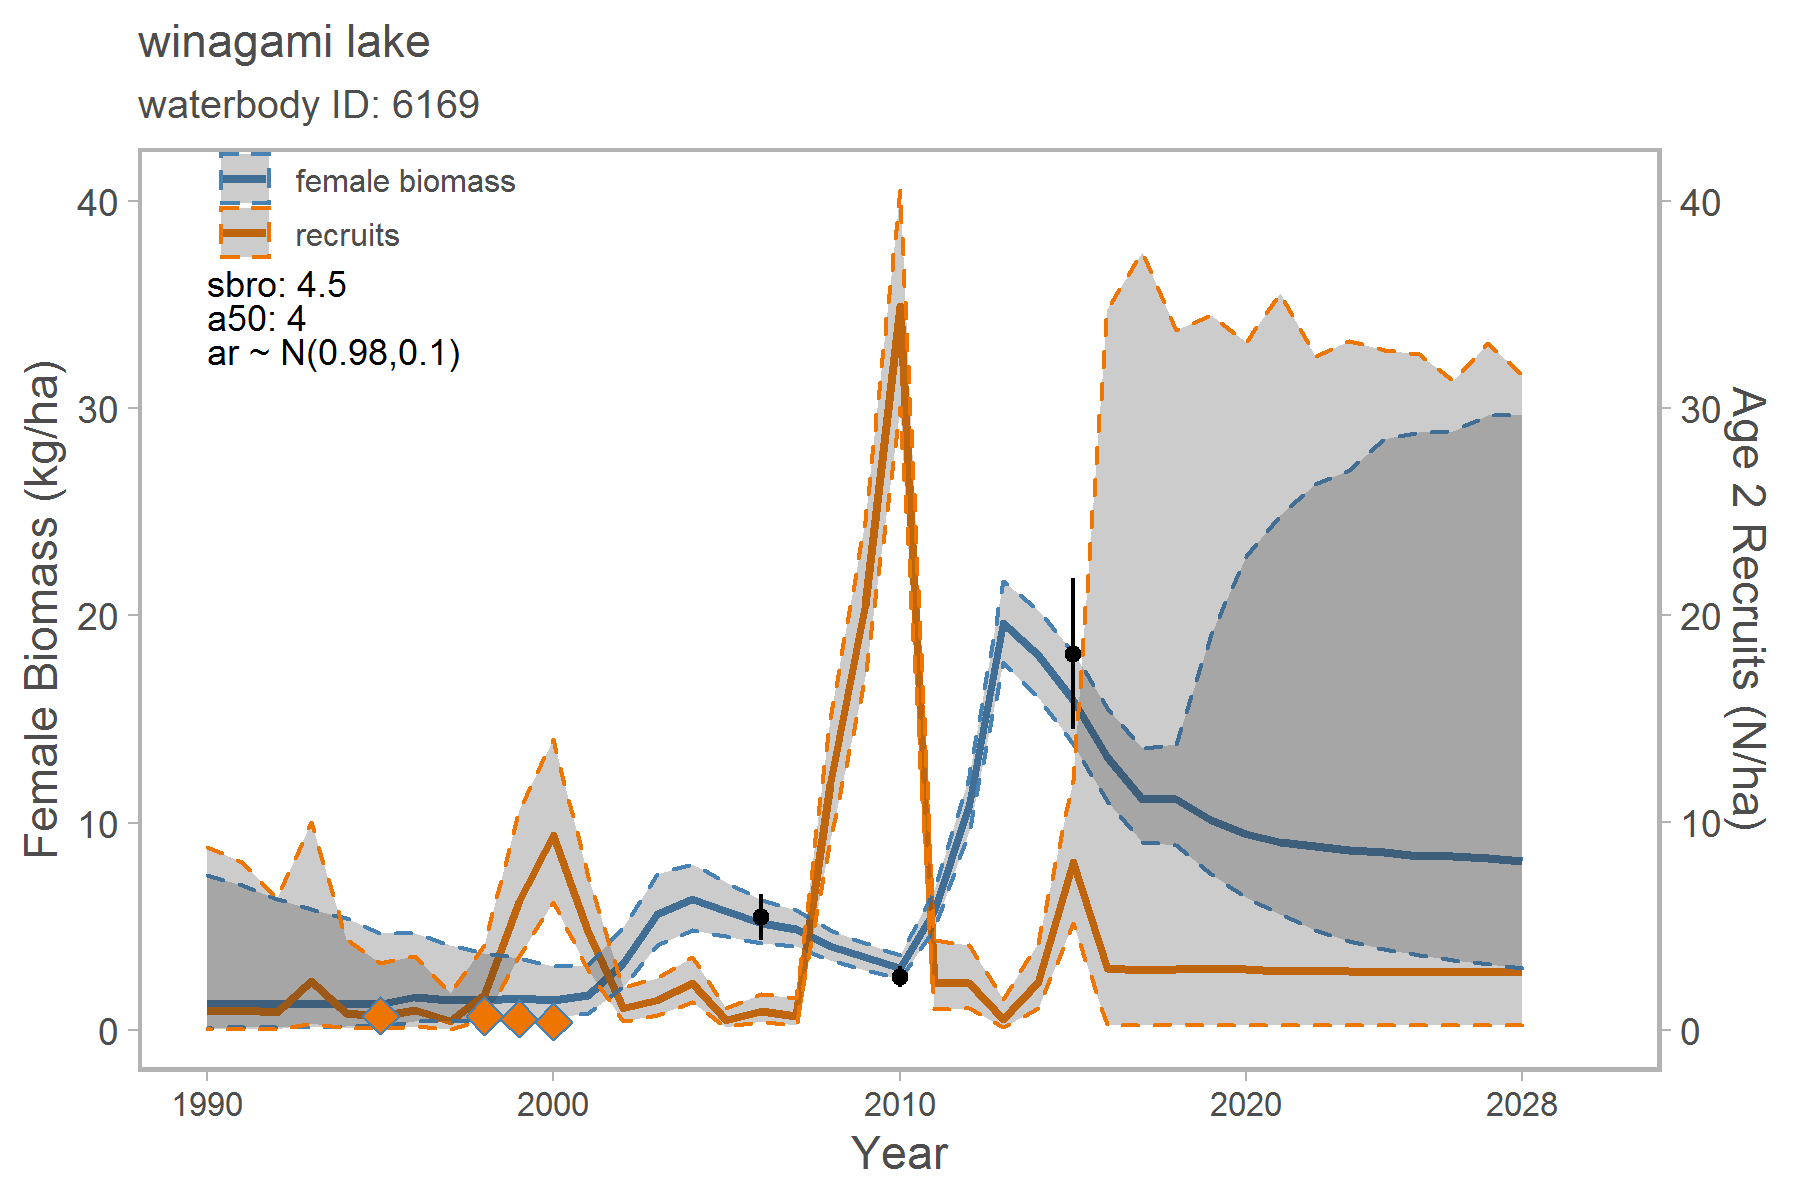 winagami lake
waterbody ID: 6169
female biomass
recruits
sbro: 4.5
a50: 4
ar ~ N(0.98,0.1)
Female Biomass (kg/ha)
40
30
20
10
0
40
30
20
10
0
Age 2 Recruits (N/ha)
1990
2000
2010
2020
2028
Year